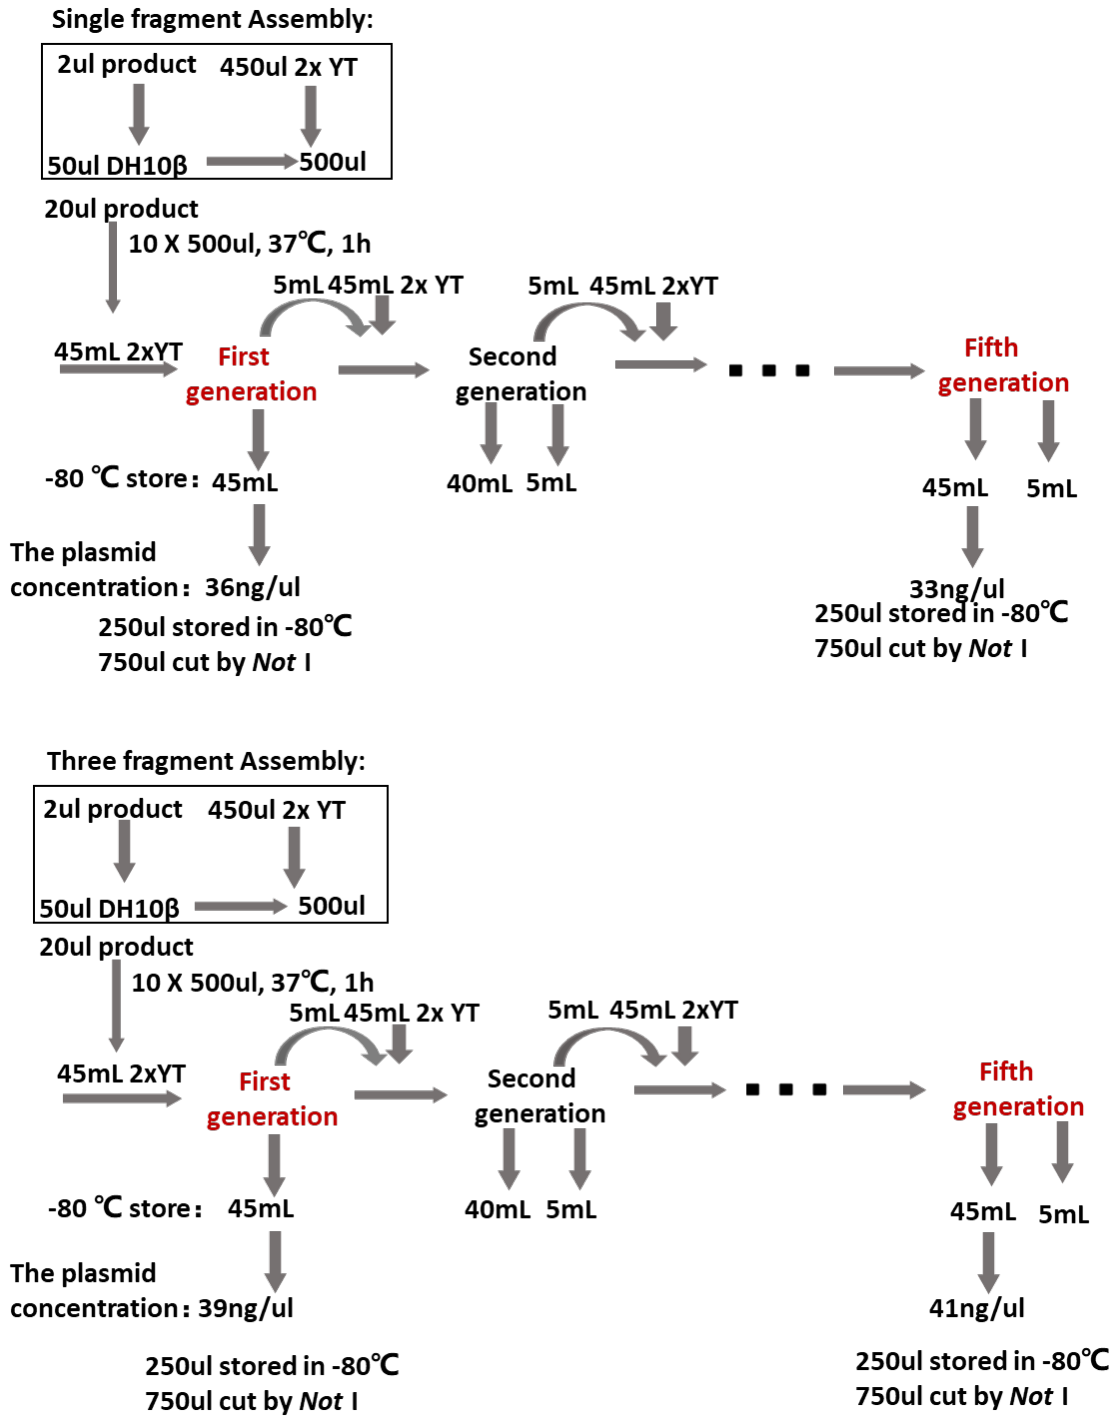 Single fragment Assembly:
2ul product 450ul 2x YT
50ul DH10β 500ul
20ul product
10 X 500ul, 37℃, 1h
5mL 45mL 2x YT 5mL 45mL 2xYT
45mL 2xYT First generation Second generation ▪ ▪ ▪ Fifth generation
-80 ℃ store： 45mL 40mL 5mL 45mL 5mL
The plasmid
concentration： 36ng/ul 33ng/ul
250ul stored in -80℃ 250ul stored in -80℃
750ul cut by Not I 750ul cut by Not I
Three fragment Assembly:
2ul product 450ul 2x YT
50ul DH10β 500ul
20ul product
10 X 500ul, 37℃, 1h
5mL 45mL 2x YT 5mL 45mL 2xYT
45mL 2xYT First generation Second generation ▪ ▪ ▪ Fifth generation
-80 ℃ store： 45mL 40mL 5mL 45mL 5mL
The plasmid
concentration：39ng/ul 41ng/ul
250ul stored in -80℃ 250ul stored in -80℃
750ul cut by Not I 750ul cut by Not I